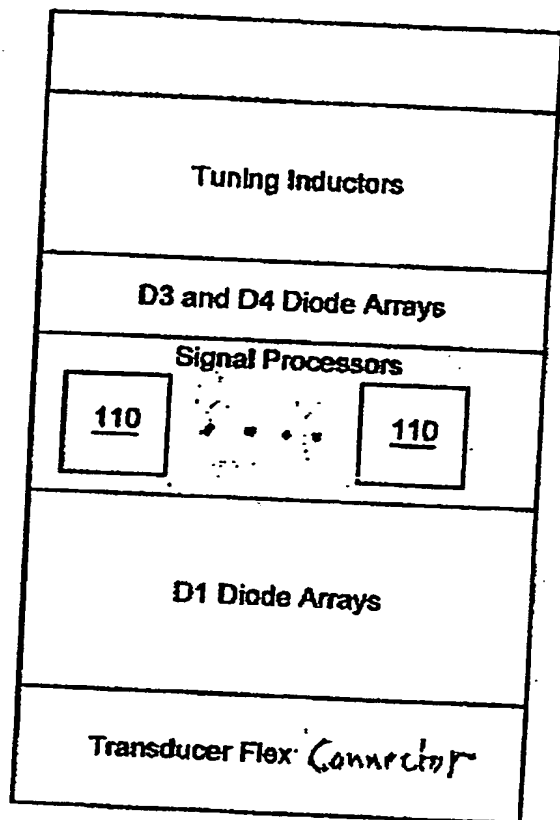 Tuning Inductors
D3 and D4 Diode Arrays
Signal Processors
110 110
D1 Diode Arrays
Transducer Flex Connector